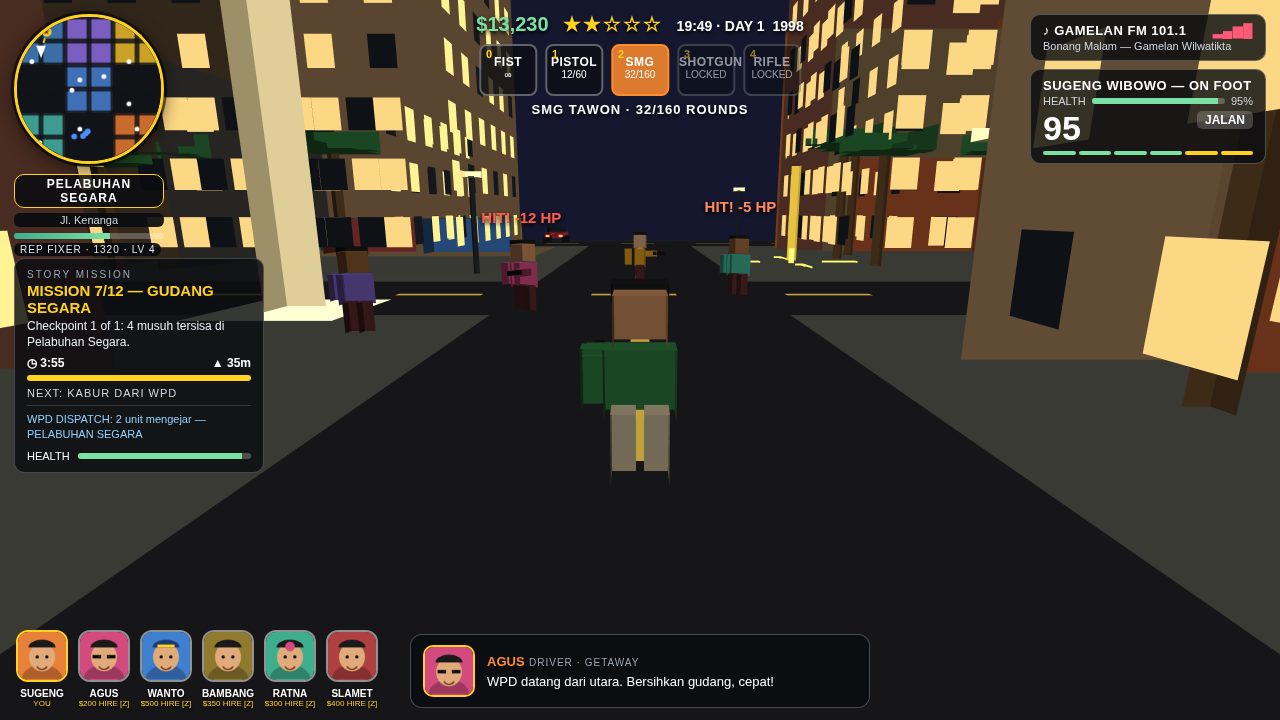 $13,230 ★★☆☆☆ 19:49 · DAY 1 1998
0 FIST ∞
1 PISTOL 12/60
2 SMG 32/160
3 SHOTGUN LOCKED
4 RIFLE LOCKED
SMG TAWON · 32/160 ROUNDS
♪ GAMELAN FM 101.1
Bonang Malam — Gamelan Wilwatikta
SUGENG WIBOWO — ON FOOT
HEALTH 95%
95 JALAN
PELABUHAN
SEGARA
Jl. Kenanga
REP FIXER · 1320 · LV 4
STORY MISSION
MISSION 7/12 — GUDANG
SEGARA
Checkpoint 1 of 1: 4 musuh tersisa di
Pelabuhan Segara.
3:55 ▲ 35m
NEXT: KABUR DARI WPD
WPD DISPATCH: 2 unit mengejar —
PELABUHAN SEGARA
HEALTH
HIT! -12 HP
HIT! -5 HP
SUGENG
YOU
AGUS
$200 HIRE [Z]
WANTO
$500 HIRE [Z]
BAMBANG
$350 HIRE [Z]
RATNA
$300 HIRE [Z]
SLAMET
$400 HIRE [Z]
AGUS DRIVER · GETAWAY
WPD datang dari utara. Bersihkan gudang, cepat!